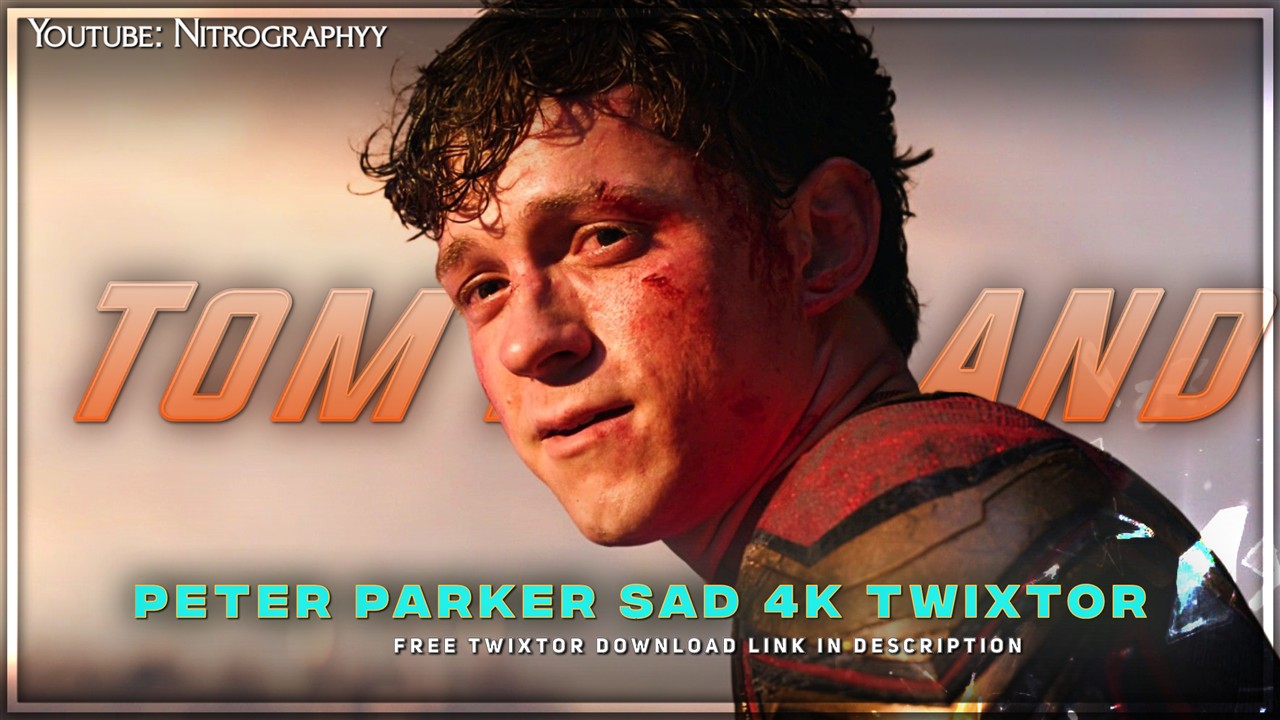 YOUTUBE: NITROGRAPHYY
TOM AND
PETER PARKER SAD 4K TWIXTOR
FREE TWIXTOR DOWNLOAD LINK IN DESCRIPTION